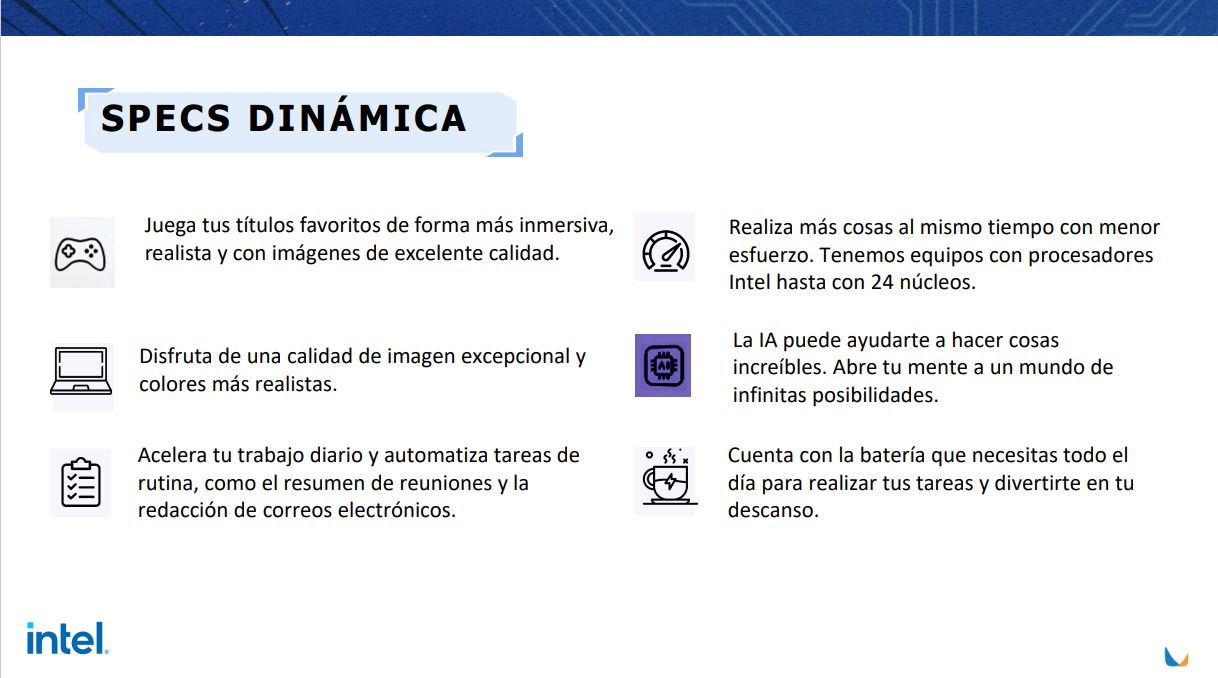 SPECS DINÁMICA
Juega tus títulos favoritos de forma más inmersiva,
realista y con imágenes de excelente calidad.
Realiza más cosas al mismo tiempo con menor
esfuerzo. Tenemos equipos con procesadores
Intel hasta con 24 núcleos.
Disfruta de una calidad de imagen excepcional y
colores más realistas.
AI
La IA puede ayudarte a hacer cosas
increíbles. Abre tu mente a un mundo de
infinitas posibilidades.
Acelera tu trabajo diario y automatiza tareas de
rutina, como el resumen de reuniones y la
redacción de correos electrónicos.
Cuenta con la batería que necesitas todo el
día para realizar tus tareas y divertirte en tu
descanso.
intel.